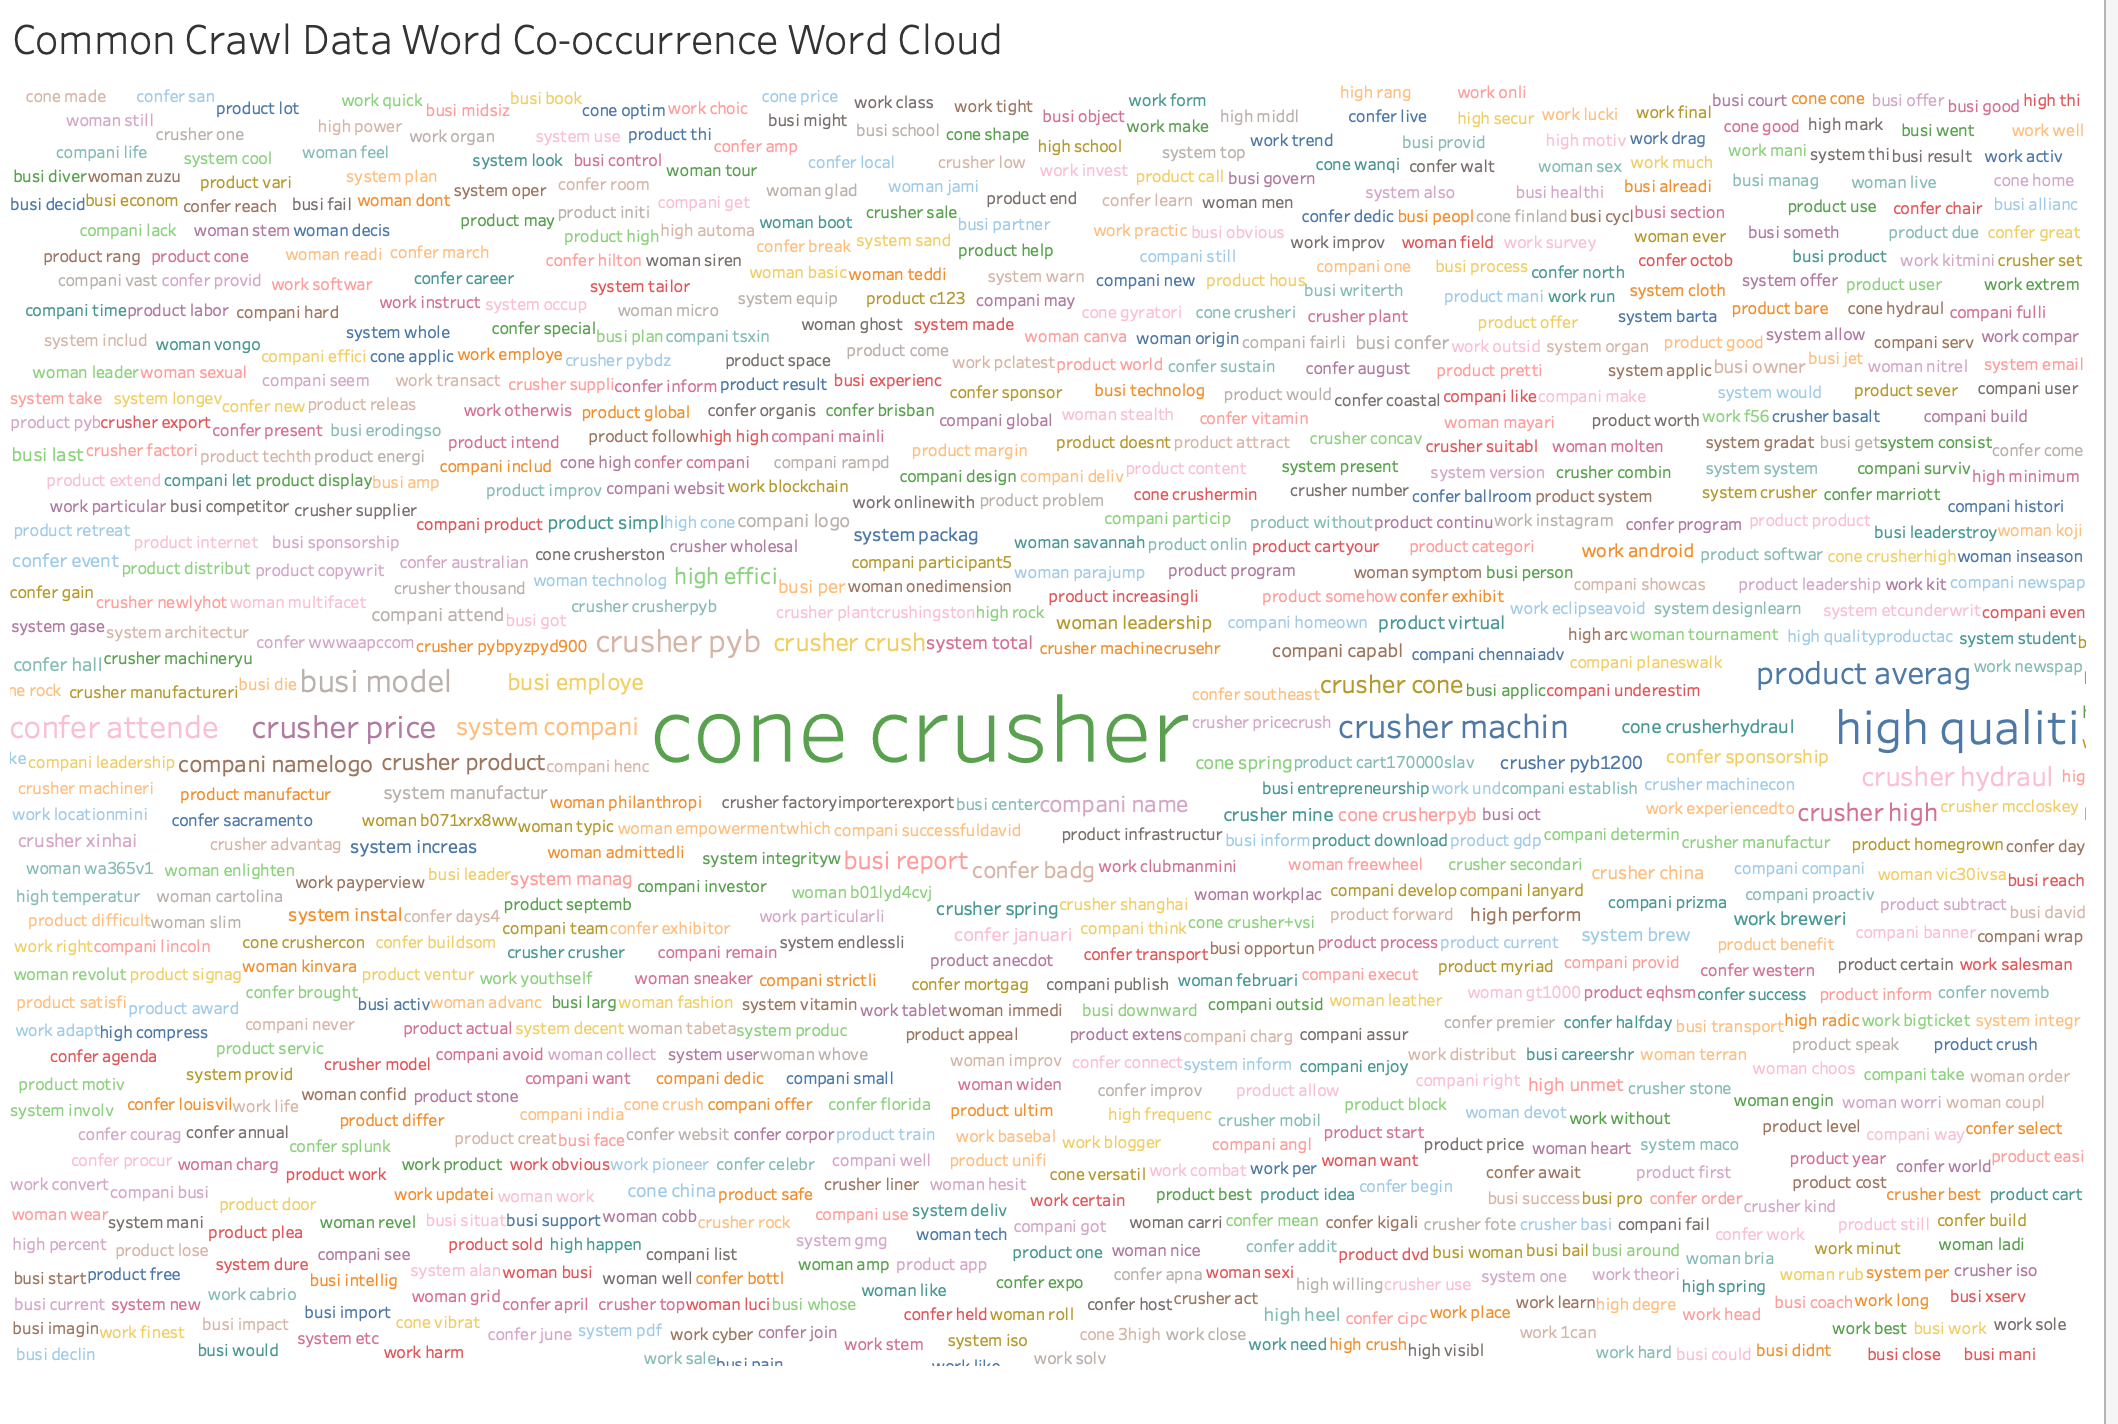 Common Crawl Data Word Co-occurrence Word Cloud
cone made confer san product lot work quick busi midsiz busi book cone optim work choic cone price work class work tight work form high rang work onli busi court cone cone busi offer busi good high thi
woman still crusher one high power work organ system use product thi busi might busi school cone shape busi object work make high middl confer live high secur work lucki work final cone good high mark busi went work well
compani life system cool woman feel system look busi control woman tour confer amp confer local crusher low high school system top work trend cone wanqi busi provid confer walt high motiv work drag work mani system thi busi result work activ
busi diver woman zuzu product vari system plan system oper confer room woman glad woman jami product end work invest product call busi govern system also woman sex busi healthi work much busi alreadi busi manag woman live cone home
busi decid busi econom confer reach busi fail woman dont product may product initi compani get woman boot crusher sale busi partner confer learn woman men confer dedic busi peopl cone finland busi cycl busi section product use confer chair busi allianc
compani lack woman stem woman decis product high high automa confer break system sand product help work practic busi obvious work improv woman field work survey woman ever busi someth product due confer great
product rang product cone woman readi confer march confer hilton woman siren woman basic woman teddi system warn compani still compani one busi process confer north confer octob busi product work kitmini crusher set
compani vast confer provid work softwar confer career system tailor system equip product c123 compani may compani new product hous busi writerth product mani work run system cloth system offer product user work extrem
compani time product labor compani hard work instruct system occup woman micro woman ghost system made cone gyratori cone crusheri crusher plant product offer system barta product bare cone hydraul compani fulli
system includ woman vongo system whole confer special busi plan compani tsxin product come woman canva woman origin compani fairli busi confer work outsid system organ product good system allow compani serv work compar
woman leader woman sexual compani effici cone applic work employe crusher pybdz product space work pclatest product world confer sustain confer august product pretti system applic busi owner busi jet woman nitrel system email
system take system longev compani seem work transact crusher suppli confer inform product result busi experienc confer sponsor busi technolog product would confer coastal compani like compani make system would product sever compani user
product pyb crusher export confer new product releas work otherwis product global confer organis confer brisban compani global woman stealth confer vitamin woman mayari product worth work f56 crusher basalt compani build
busi last crusher factori confer present busi erodingso product intend product follow high high compani mainli product margin product doesnt product attract crusher concav crusher suitabl woman molten system gradat busi get system consist confer come
product extend compani let product techth product energi product display busi amp compani includ cone high confer compani compani rampd compani design compani deliv product content system present system version crusher combin system system compani surviv high minimum
work particular busi competitor crusher supplier product improv compani websit work blockchain work onlinewith product problem cone crushermin crusher number confer ballroom product system system crusher confer marriott compani histori
product retreat product internet busi sponsorship compani product product simpl high cone compani logo system packag compani particip product without product continu work instagram confer program product product busi leaderstroy woman koji
confer event product distribut product copywrit confer australian cone crusherston crusher wholesal compani participant5 woman savannah product onlin product cartyour product categori work android product softwar cone crusherhigh woman inseason
confer gain crusher newlyhot woman multifacet crusher thousand woman technolog high effici busi per woman onedimension woman parajump product program woman symptom busi person compani showcas product leadership work kit compani newspap
system gase system architectur compani attend busi got crusher crusherpyb crusher plantcrushingston high rock product increasingli product somehow confer exhibit work eclipseavoid system designlearn system etcunderwrit compani even
confer hall crusher machineryu confer wwwaapccom crusher pybpyzpyd900 crusher pyb crusher crush system total woman leadership compani homeown product virtual high arc woman tournament high qualityproductac system student
ne rock crusher manufactureri busi die busi model busi employe crusher machinecrusehr compani capabl compani chennaiadv compani planeswalk product averag work newspap
confer attende crusher price system compani cone crusher confer southeast crusher cone busi applic compani underestim crusher pricecrush crusher machin cone crusherhydraul high qualiti
ke compani leadership compani namelogo crusher product compani henc cone spring product cart170000slav crusher pyb1200 confer sponsorship crusher hydraul hig
crusher machineri product manufactur system manufactur woman philanthropi crusher factoryimporterexport busi center compani name busi entrepreneurship work und compani establish crusher machinecon
work locationmini confer sacramento woman b071xrx8ww woman typic woman empowermentwhich compani successfuldavid product infrastructur crusher mine cone crusherpyb busi oct work experiencedto crusher high crusher mccloskey
crusher xinhai crusher advantag system increas woman admittedli system integrityw busi report confer badg work clubmanmini busi inform product download product gdp compani determin crusher manufactur product homegrown confer day
woman wa365v1 woman enlighten work payperview busi leader system manag compani investor woman b01lyd4cvj woman freewheel crusher secondari crusher china compani compani woman vic30ivsa busi reach
high temperatur woman cartolina product septemb woman workplac compani develop compani lanyard compani prizma compani proactiv product subtract
product difficult woman slim system instal confer days4 compani team confer exhibitor work particularli crusher spring crusher shanghai cone crusher+vsi product forward high perform work breweri busi david
work right compani lincoln cone crushercon confer buildsom crusher crusher compani remain system endlessli confer januari compani think confer transport busi opportun product process product current system brew product benefit compani banner compani wrap
woman revolut product signag woman kinvara product ventur work youthself woman sneaker compani strictli product anecdot confer mortgag compani publish woman februari compani execut product myriad compani provid confer western product certain work salesman
product satisfi product award confer brought busi activ woman advanc busi larg woman fashion system vitamin work tablet woman immedi busi downward compani outsid woman leather woman gt1000 product eqhsm confer success product inform confer novemb
work adapt high compress compani never product actual system decent woman tabeta system produc product appeal product extens compani charg compani assur confer premier confer halfday busi transport high radic work bigticket system integr
confer agenda product servic crusher model compani avoid woman collect system user woman whove woman improv confer connect system inform compani enjoy work distribut busi careershr woman terran product speak product crush
product motiv system provid woman confid product stone compani want compani dedic compani small woman widen confer improv product allow compani right high unmet crusher stone woman choos compani take woman order
system involv confer louisvil work life product differ compani india cone crush compani offer confer florida product ultim high frequenc crusher mobil product block woman devot work without woman engin woman worri woman coupl
confer courag confer annual confer splunk product creat busi face confer websit confer corpor product train work basebal work blogger compani angl product start product price woman heart system maco product level compani way confer select
confer procur woman charg product work work product work obvious work pioneer confer celebr compani well product unifi cone versatil work combat work per woman want confer await product first product year confer world product easi
work convert compani busi product door work updatei woman work cone china product safe crusher liner woman hesit work certain product best product idea confer begin busi success busi pro confer order product cost crusher best product cart
woman wear system mani product plea woman revel busi situat busi support woman cobb crusher rock compani use system deliv compani got woman carri confer mean confer kigali crusher fote crusher basi compani fail crusher kind product still confer build
high percent product lose compani see product sold high happen compani list system gmg woman tech product one woman nice confer addit product dvd busi woman busi bail busi around confer work woman bria work minut woman ladi
busi start product free system dure busi intellig system alan woman busi woman well confer bottl woman amp product app confer expo confer apna woman sexi high willing crusher use system one work theori high spring woman rub system per crusher iso
busi current system new work cabrio busi import woman grid confer april crusher top woman luci busi whose woman like confer held woman roll confer host crusher act high heel confer cipc work place work learn high degre work head busi coach work long busi xserv
busi imagin work finest busi impact system etc cone vibrat confer june system pdf work cyber confer join work stem system iso cone 3high work close work need high crush high visibl work 1can work best busi work work sole
busi declin busi would work harm work sale busi pain work like work solv work hard busi could busi didnt busi close busi mani